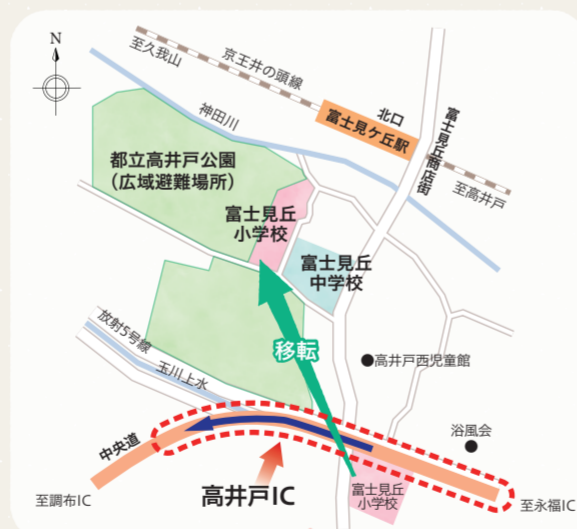 N
至久我山
京王井の頭線
神田川
北口
富士見ケ丘駅
富士見丘商店街
至高井戸
都立高井戸公園
(広域避難場所)
富士見丘
小学校
富士見丘
中学校
移転
高井戸西児童館
放射5号線
玉川上水
浴風会
中央道
至調布IC
高井戸IC
富士見丘
小学校
至永福IC